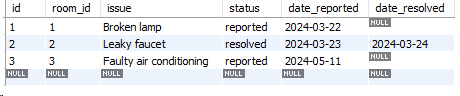 id room_id issue status date_reported date_resolved
1 1 Broken lamp reported 2024-03-22 NULL
2 2 Leaky faucet resolved 2024-03-23 2024-03-24
3 3 Faulty air conditioning reported 2024-05-11 NULL
NULL NULL NULL NULL NULL NULL